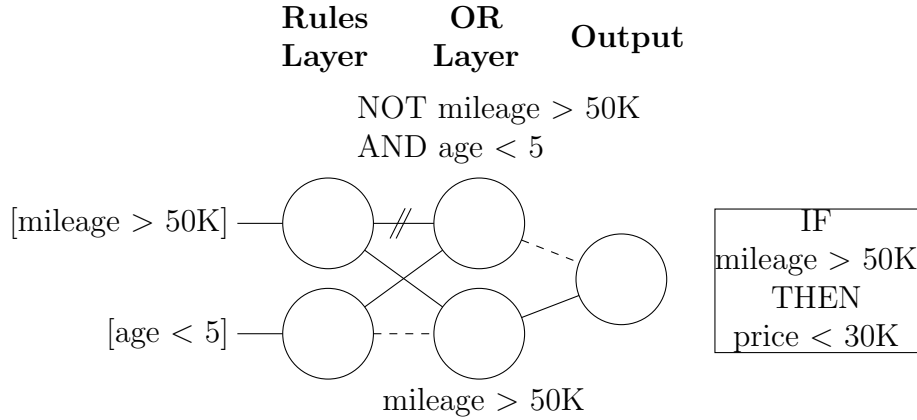 Rules
Layer
OR
Layer
Output
NOT mileage > 50K
AND age < 5
[mileage > 50K]
[age < 5]
mileage > 50K
IF
mileage > 50K
THEN
price < 30K